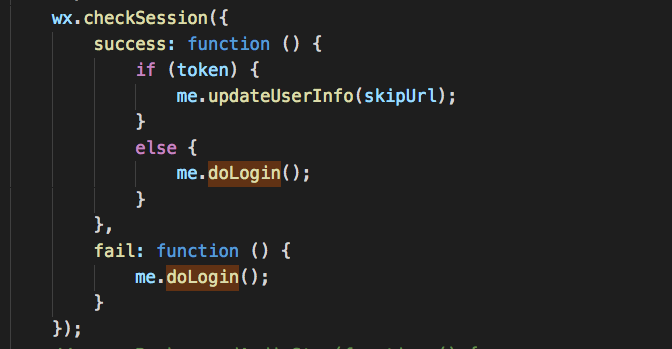 wx.checkSession({
success: function () {
if (token) {
me.updateUserInfo(skipUrl);
}
else {
me.doLogin();
}
},
fail: function () {
me.doLogin();
}
});